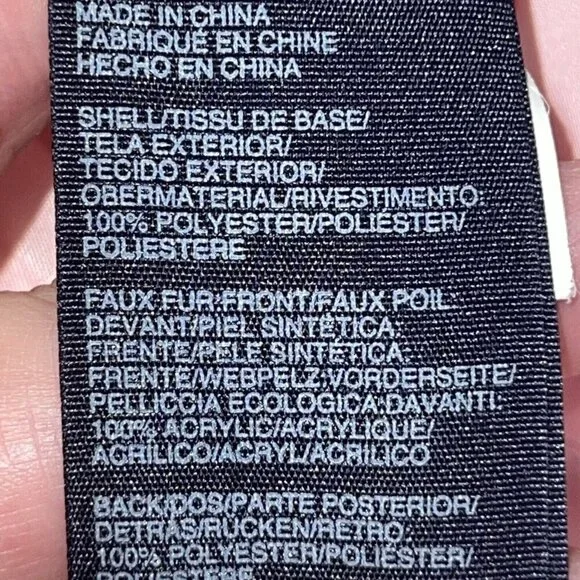 MADE IN CHINA
FABRIQUÉ EN CHINE
HECHO EN CHINA
SHELL/TISSU DE BASE/
TELA EXTERIOR/
TECIDO EXTERIOR/
OBERMATERIAL/RIVESTIMENTO:
100% POLYESTER/POLIÉSTER/
POLIESTERE
FAUX FUR:FRONT/FAUX POIL:
DEVANT/PIEL SINTÉTICA:
FRENTE/PELE SINTÉTICA:
FRENTE/WEBPELZ:VORDERSEITE/
PELLICCIA ECOLOGICA:DAVANTI:
100% ACRYLIC/ACRYLIQUE/
ACRÍLICO/ACRYL/ACRILICO
BACK/DOS/PARTE POSTERIOR/
DETRÁS/RÜCKEN/RETRO:
100% POLYESTER/POLIÉSTER/
POLIESTERE